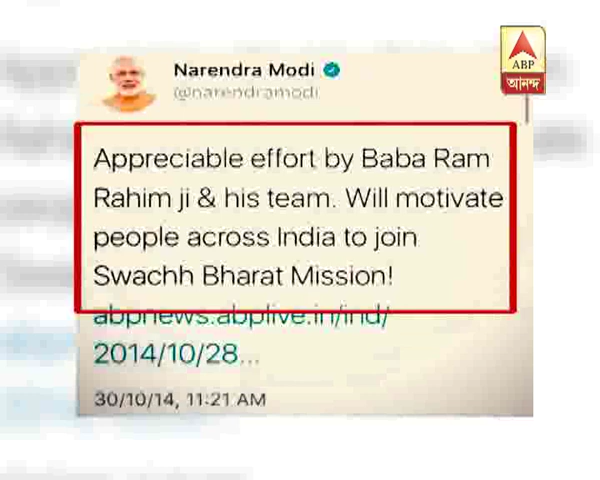 Narendra Modi
@narendramodi
ABP
আনন্দ
Appreciable effort by Baba Ram
Rahim ji & his team. Will motivate
people across India to join
Swachh Bharat Mission!
abpnews.abplive.in/ind/
2014/10/28...
30/10/14, 11:21 AM